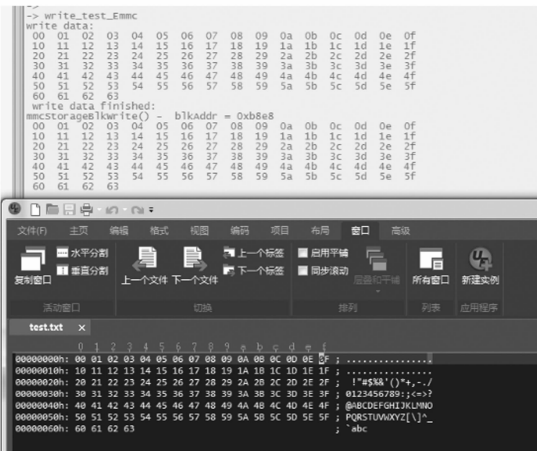 ->
-> write_test_Emmc
write data:
00 01 02 03 04 05 06 07 08 09 0a 0b 0c 0d 0e 0f
10 11 12 13 14 15 16 17 18 19 1a 1b 1c 1d 1e 1f
20 21 22 23 24 25 26 27 28 29 2a 2b 2c 2d 2e 2f
30 31 32 33 34 35 36 37 38 39 3a 3b 3c 3d 3e 3f
40 41 42 43 44 45 46 47 48 49 4a 4b 4c 4d 4e 4f
50 51 52 53 54 55 56 57 58 59 5a 5b 5c 5d 5e 5f
60 61 62 63
write data finished:
mmcStorageBlkWrite() - blkAddr = 0xb8e8
00 01 02 03 04 05 06 07 08 09 0a 0b 0c 0d 0e 0f
10 11 12 13 14 15 16 17 18 19 1a 1b 1c 1d 1e 1f
20 21 22 23 24 25 26 27 28 29 2a 2b 2c 2d 2e 2f
30 31 32 33 34 35 36 37 38 39 3a 3b 3c 3d 3e 3f
40 41 42 43 44 45 46 47 48 49 4a 4b 4c 4d 4e 4f
50 51 52 53 54 55 56 57 58 59 5a 5b 5c 5d 5e 5f
60 61 62 63
文件(F) 主页 编辑 格式 视图 编码 项目 布局 窗口 高级
水平分割 上一个标签 启用平铺
垂直分割 下一个标签 同步滚动
复制窗口 上一个文件 下一个文件 层叠和平铺 所有窗口 新建实例
活动窗口 切换 排列 列表 应用程序
test.txt ×
0 1 2 3 4 5 6 7 8 9 a b c d e f
00000000h: 00 01 02 03 04 05 06 07 08 09 0A 0B 0C 0D 0E 0F ; ................
00000010h: 10 11 12 13 14 15 16 17 18 19 1A 1B 1C 1D 1E 1F ; ................
00000020h: 20 21 22 23 24 25 26 27 28 29 2A 2B 2C 2D 2E 2F ;  !"#$%&'()*+,-./
00000030h: 30 31 32 33 34 35 36 37 38 39 3A 3B 3C 3D 3E 3F ; 0123456789:;<=>?
00000040h: 40 41 42 43 44 45 46 47 48 49 4A 4B 4C 4D 4E 4F ; @ABCDEFGHIJKLMNO
00000050h: 50 51 52 53 54 55 56 57 58 59 5A 5B 5C 5D 5E 5F ; PQRSTUVWXYZ[\]^_
00000060h: 60 61 62 63 ; `abc